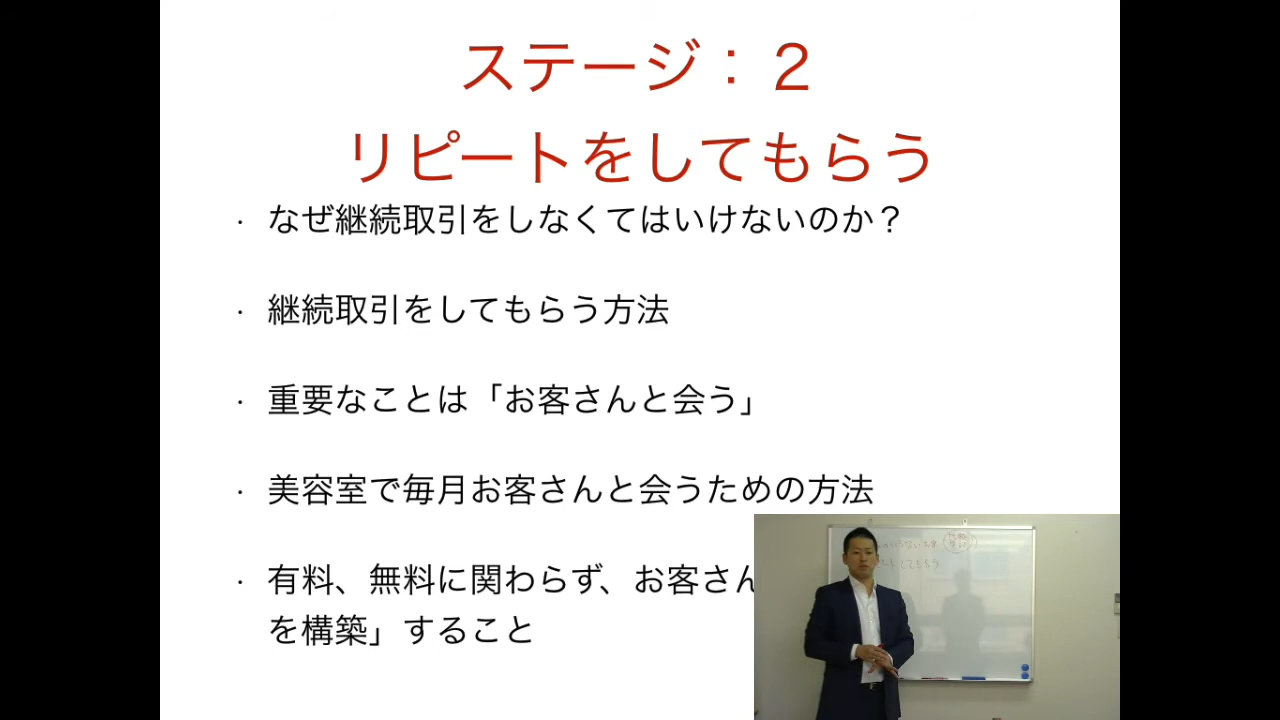 ステージ：２
リピートをしてもらう
・ なぜ継続取引をしなくてはいけないのか？
・ 継続取引をしてもらう方法
・ 重要なことは「お客さんと会う」
・ 美容室で毎月お客さんと会うための方法
・ 有料、無料に関わらず、お客さん
を構築」すること
してもらう